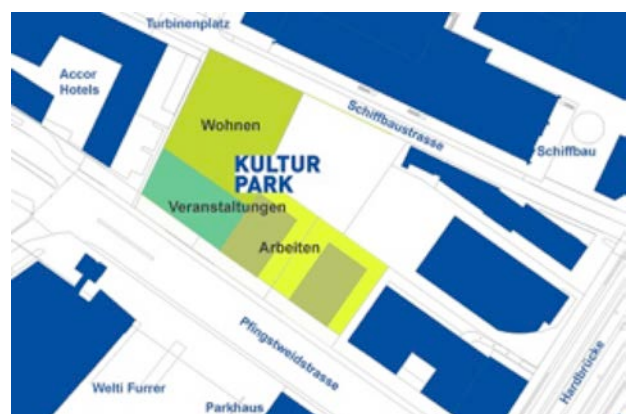 Turbinenplatz
Accor
Hotels
Schiffbaustrasse
Wohnen
Schiffbau
KULTUR
PARK
Veranstaltungen
Arbeiten
Pfingstweidstrasse
Hardbrücke
Welti Furrer
Parkhaus